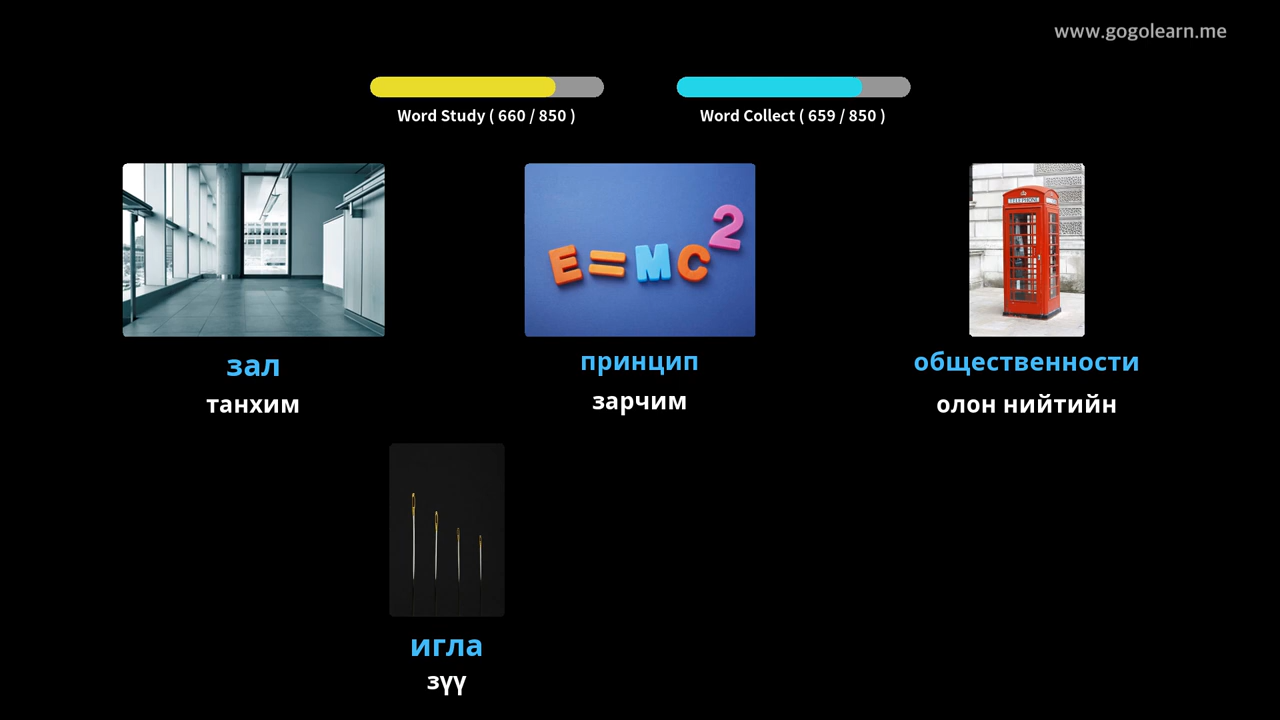 www.gogolearn.me
Word Study ( 660 / 850 )
Word Collect ( 659 / 850 )
E=MC2
TELEPHONE
зал
принцип
общественности
танхим
зарчим
олон нийтийн
игла
зүү